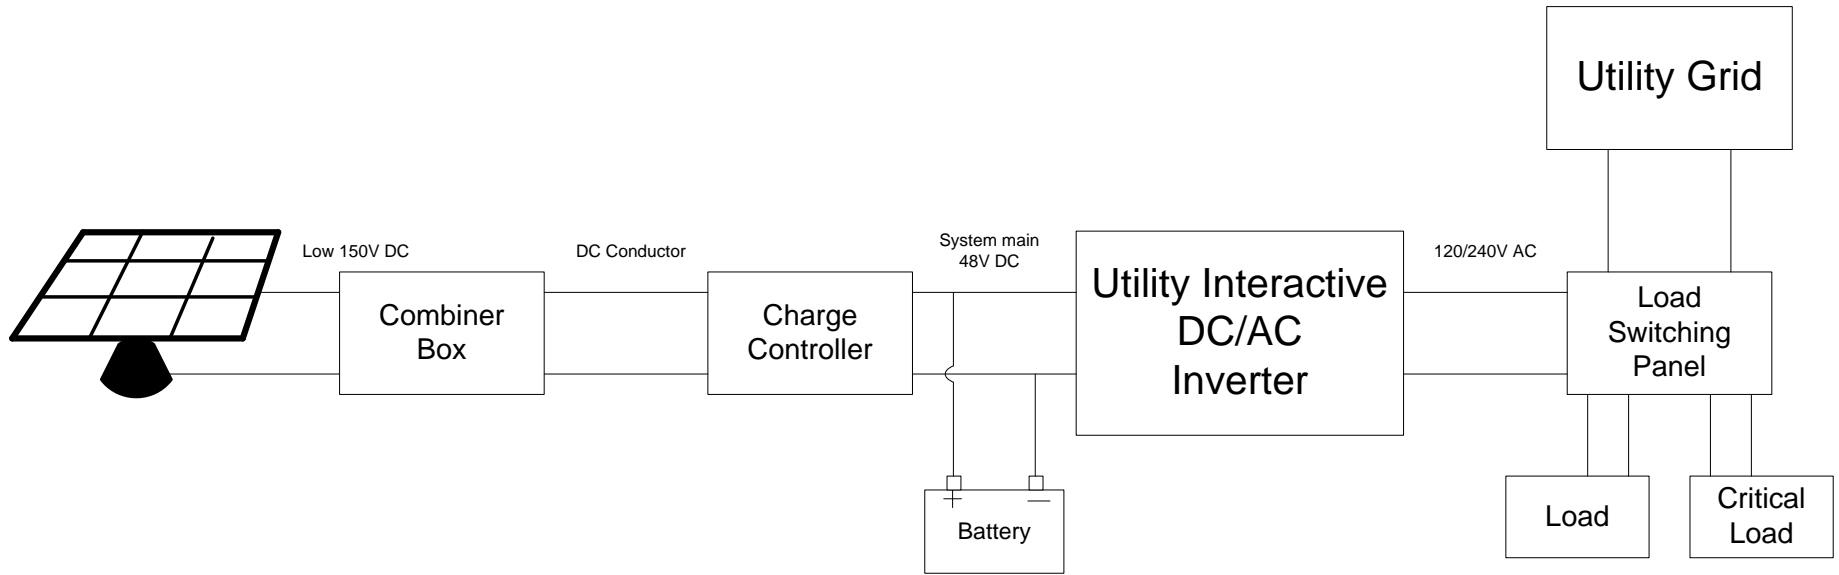 Utility Grid
Low 150V DC
DC Conductor
System main
48V DC
120/240V AC
Combiner
Box
Charge
Controller
Utility Interactive
DC/AC
Inverter
Load
Switching
Panel
+
—
Battery
Load
Critical
Load